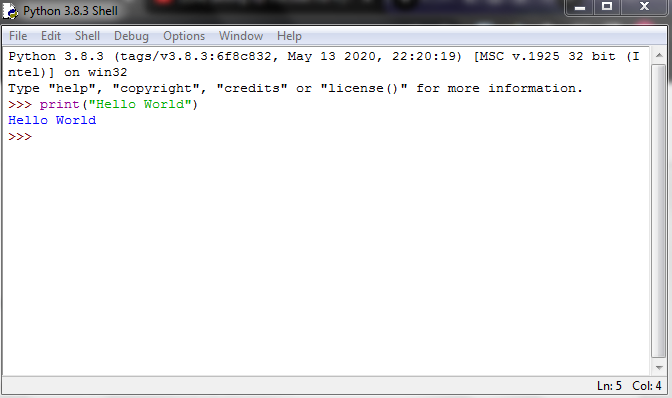 Python 3.8.3 Shell
File Edit Shell Debug Options Window Help
Python 3.8.3 (tags/v3.8.3:6f8c832, May 13 2020, 22:20:19) [MSC v.1925 32 bit (I
ntel)] on win32
Type "help", "copyright", "credits" or "license()" for more information.
>>> print("Hello World")
Hello World
>>>
Ln: 5 Col: 4